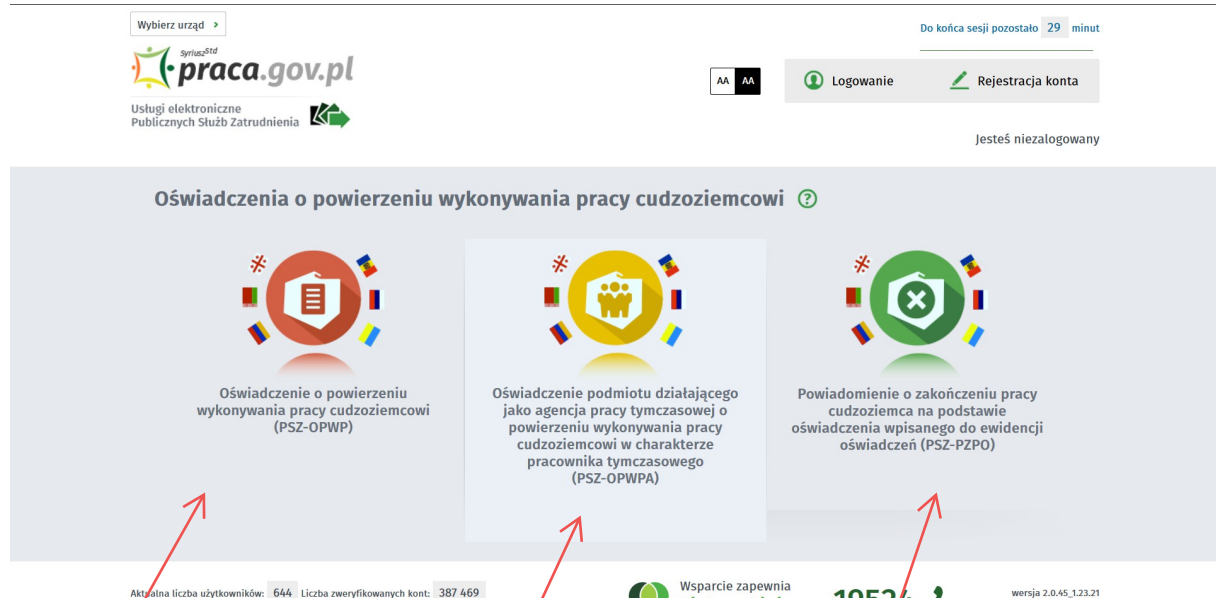 Wybierz urząd
Do końca sesji pozostało 29 minut
SyriuszStd
praca.gov.pl
AA AA
Logowanie
Rejestracja konta
Usługi elektroniczne
Publicznych Służb Zatrudnienia
Jesteś niezalogowany
Oświadczenia o powierzeniu wykonywania pracy cudzoziemcowi ?
Oświadczenie o powierzeniu
wykonywania pracy cudzoziemcowi
(PSZ-OPWP)
Oświadczenie podmiotu działającego
jako agencja pracy tymczasowej o
powierzeniu wykonywania pracy
cudzoziemcowi w charakterze
pracownika tymczasowego
(PSZ-OPWPA)
Powiadomienie o zakończeniu pracy
cudzoziemca na podstawie
oświadczenia wpisanego do ewidencji
oświadczeń (PSZ-PZPO)
Aktualna liczba użytkowników: 644 Liczba zweryfikowanych kont: 387 469
Wsparcie zapewnia
19524
wersja 2.0.45_1.23.21